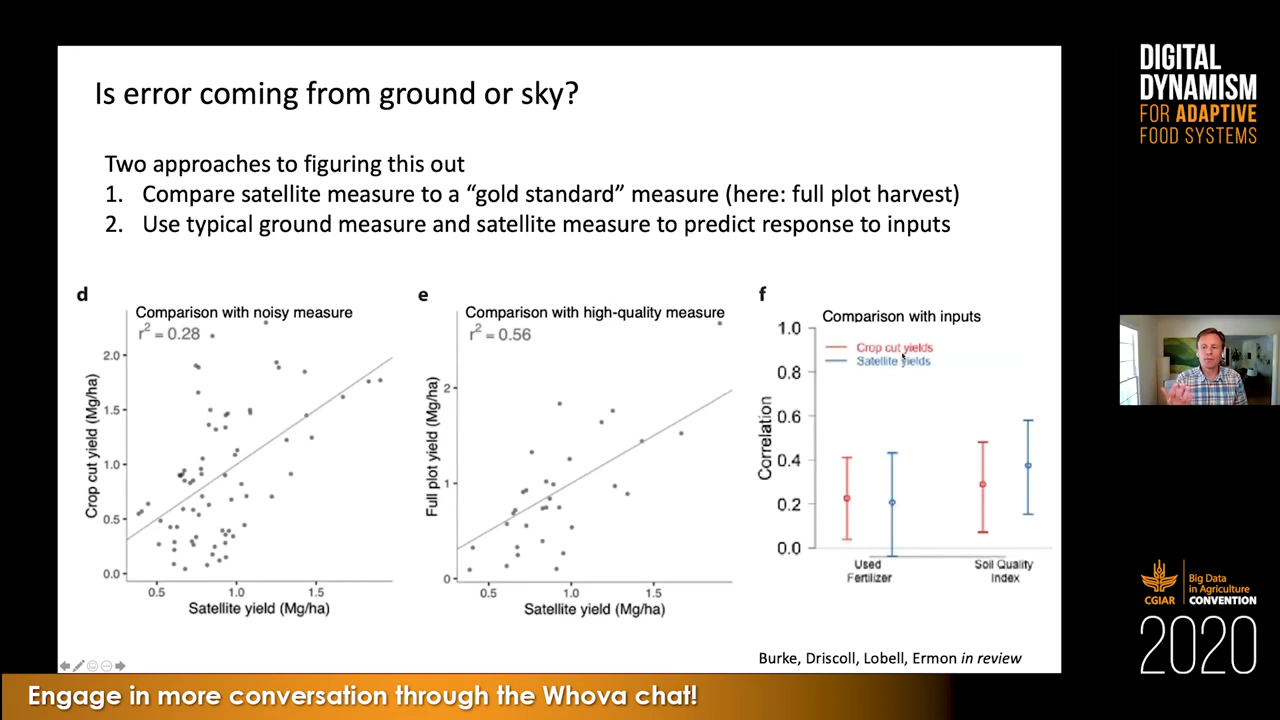 Is error coming from ground or sky?
Two approaches to figuring this out
1. Compare satellite measure to a “gold standard” measure (here: full plot harvest)
2. Use typical ground measure and satellite measure to predict response to inputs
d
Comparison with noisy measure
r² = 0.28
Crop cut yield (Mg/ha)
2.0
1.5
1.0
0.5
0.0
0.5 1.0 1.5
Satellite yield (Mg/ha)
e
Comparison with high-quality measure
r² = 0.56
Full plot yield (Mg/ha)
2
1
0
0.5 1.0 1.5
Satellite yield (Mg/ha)
f
Comparison with inputs
Crop cut yields
Satellite yields
Correlation
1.0
0.8
0.6
0.4
0.2
0.0
Used
Fertilizer
Soil Quality
Index
Burke, Driscoll, Lobell, Ermon in review
DIGITAL
DYNAMISM
FOR ADAPTIVE
FOOD SYSTEMS
CGIAR
Big Data
in Agriculture
CONVENTION
2020
Engage in more conversation through the Whova chat!